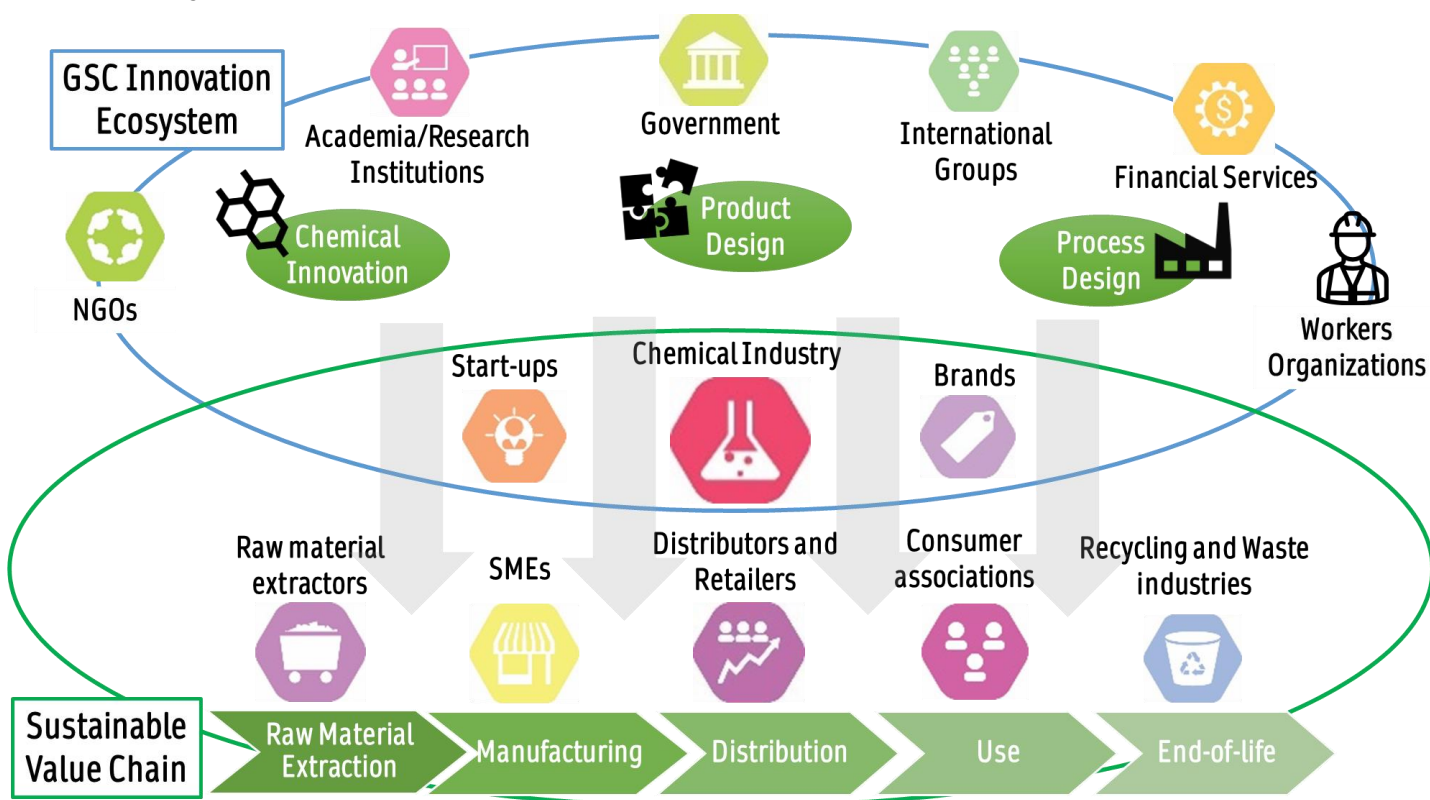 GSC Innovation
Ecosystem
Academia/Research
Institutions
Government
International
Groups
Financial Services
NGOs
Chemical
Innovation
Product
Design
Process
Design
Workers
Organizations
Start-ups
Chemical Industry
Brands
Raw material
extractors
SMEs
Distributors and
Retailers
Consumer
associations
Recycling and Waste
industries
Sustainable
Value Chain
Raw Material
Extraction
Manufacturing
Distribution
Use
End-of-life